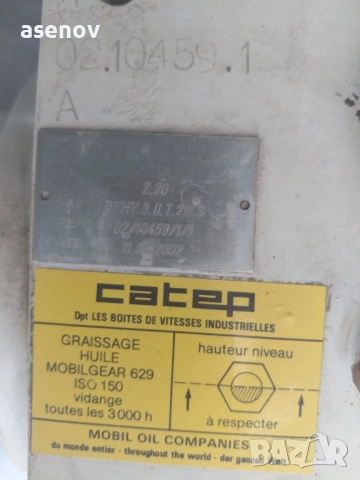 asenov
02.10459.1
A
Z.20
02/10459/1/1
catep
Dpt LES BOITES DE VITESSES INDUSTRIELLES
GRAISSAGE
HUILE
MOBILGEAR 629
ISO 150
vidange
toutes les 3000 h
hauteur niveau
à respecter
MOBIL OIL COMPANIES
du monde entier - throughout the world - der ganzen Welt
bazar